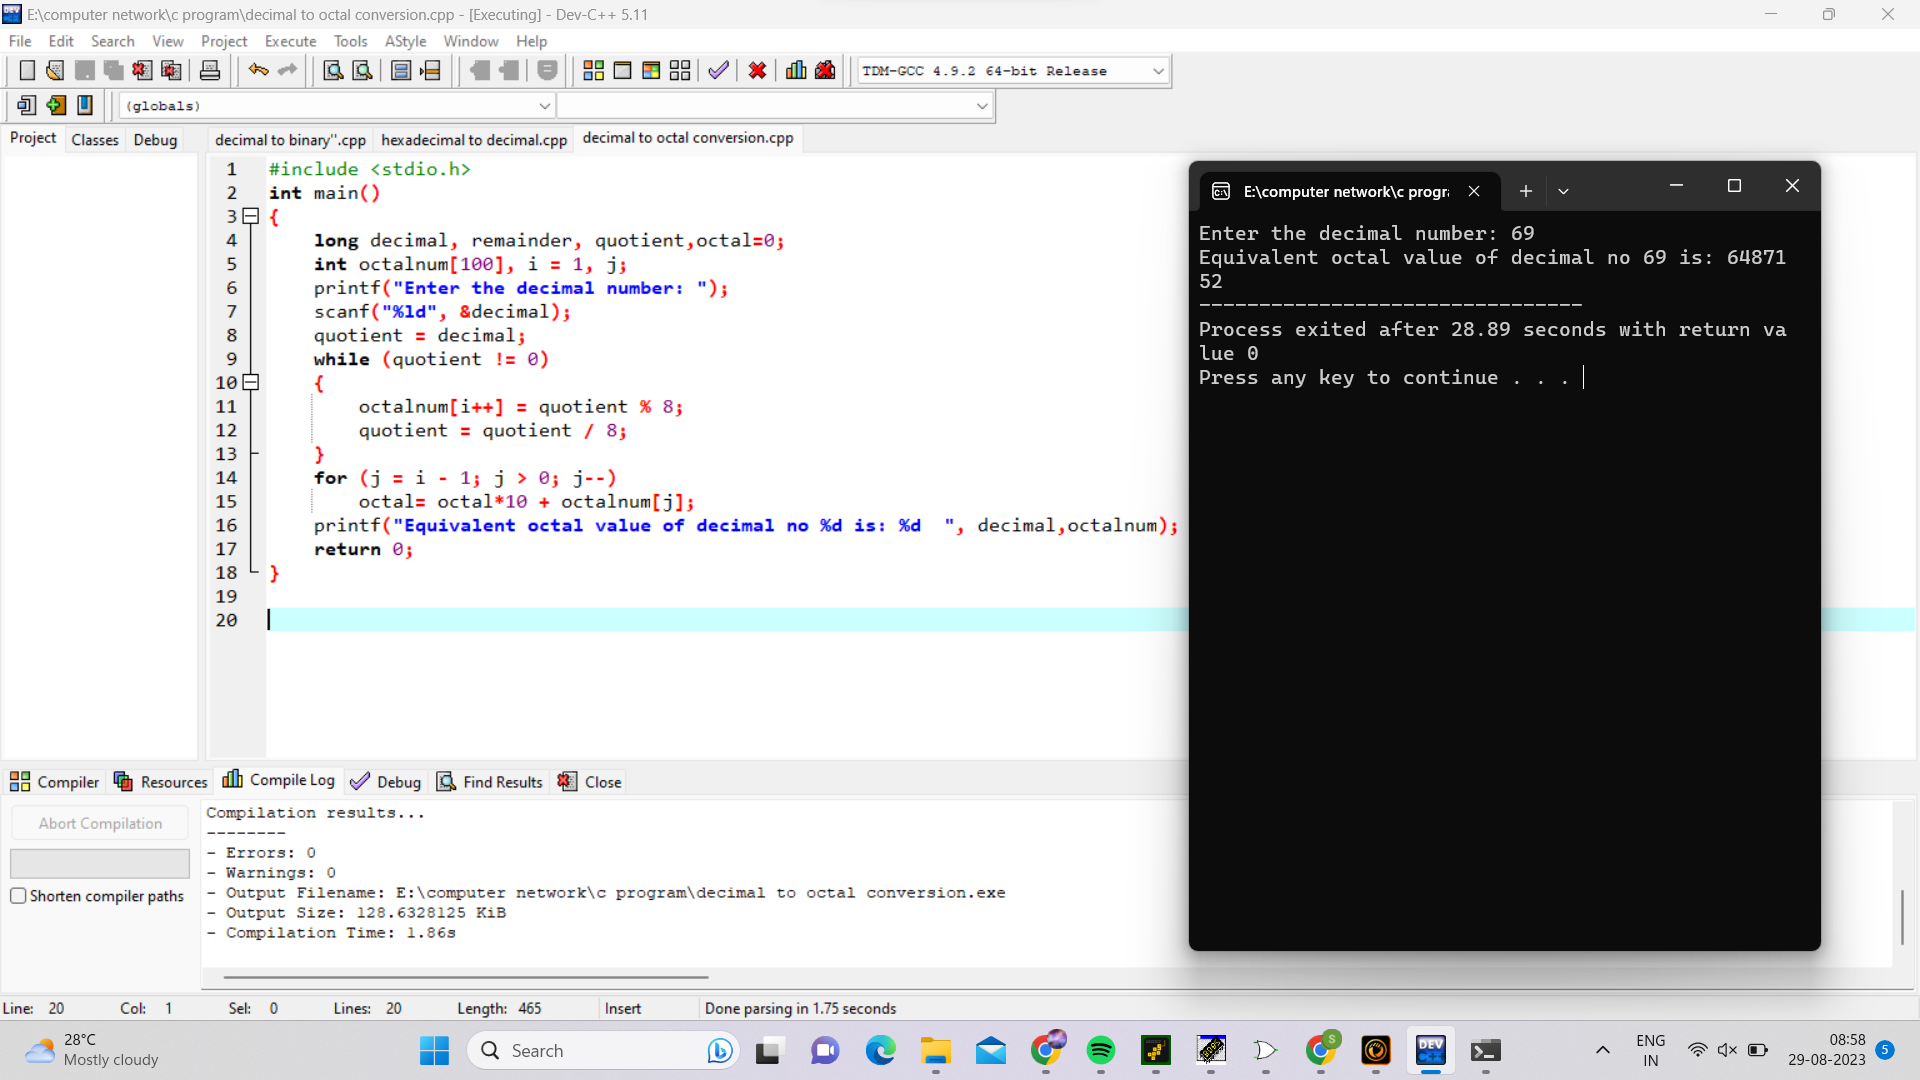 E:\computer network\c program\decimal to octal conversion.cpp - [Executing] - Dev-C++ 5.11
File Edit Search View Project Execute Tools AStyle Window Help
TDM-GCC 4.9.2 64-bit Release
(globals)
Project Classes Debug
decimal to binary''.cpp hexadecimal to decimal.cpp decimal to octal conversion.cpp
1 #include <stdio.h>
2 int main()
3 {
4 long decimal, remainder, quotient,octal=0;
5 int octalnum[100], i = 1, j;
6 printf("Enter the decimal number: ");
7 scanf("%ld", &decimal);
8 quotient = decimal;
9 while (quotient != 0)
10 {
11 octalnum[i++] = quotient % 8;
12 quotient = quotient / 8;
13 }
14 for (j = i - 1; j > 0; j--)
15 octal= octal*10 + octalnum[j];
16 printf("Equivalent octal value of decimal no %d is: %d  ", decimal,octalnum);
17 return 0;
18 }
19
20
E:\computer network\c progr
Enter the decimal number: 69
Equivalent octal value of decimal no 69 is: 64871
52
--------------------------------
Process exited after 28.89 seconds with return va
lue 0
Press any key to continue . . .
Compiler Resources Compile Log Debug Find Results Close
Abort Compilation
Shorten compiler paths
Compilation results...
--------
- Errors: 0
- Warnings: 0
- Output Filename: E:\computer network\c program\decimal to octal conversion.exe
- Output Size: 128.6328125 KiB
- Compilation Time: 1.86s
Line: 20 Col: 1 Sel: 0 Lines: 20 Length: 465 Insert Done parsing in 1.75 seconds
28°C
Mostly cloudy
Search
DEV
C++
S
ENG
IN
08:58
29-08-2023
5